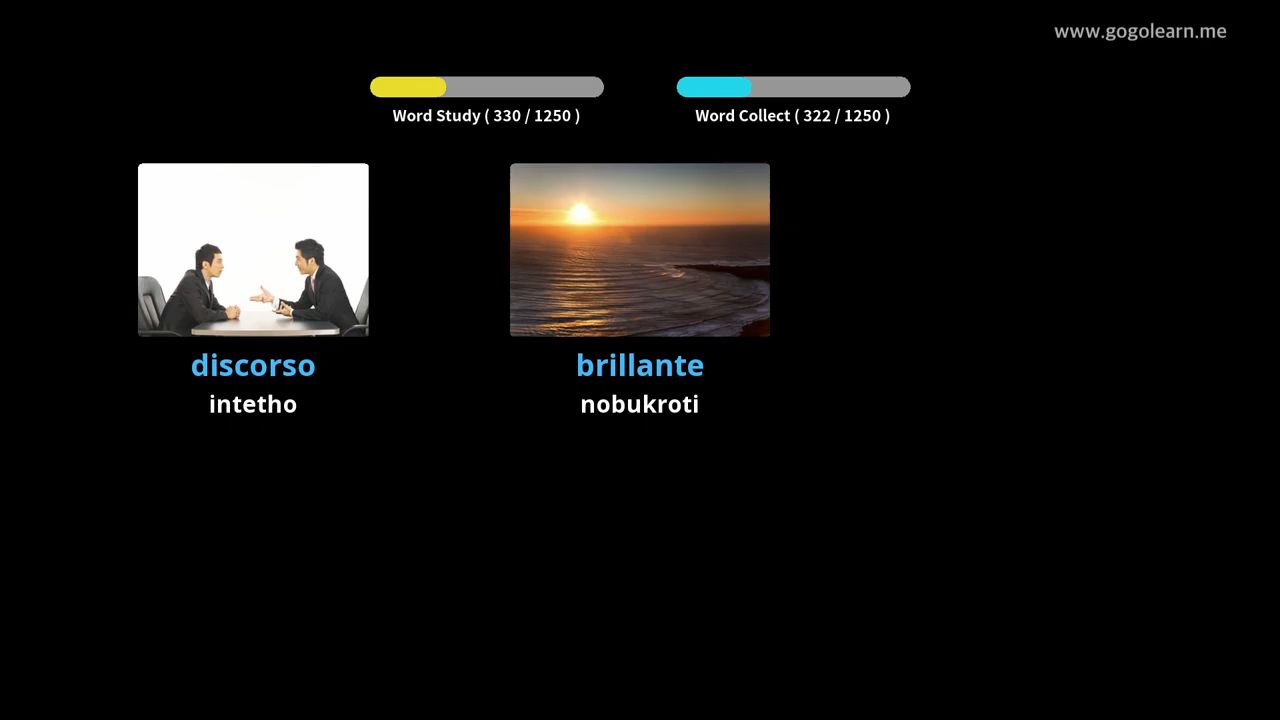 www.gogolearn.me
Word Study ( 330 / 1250 )
Word Collect ( 322 / 1250 )
discorso
intetho
brillante
nobukroti